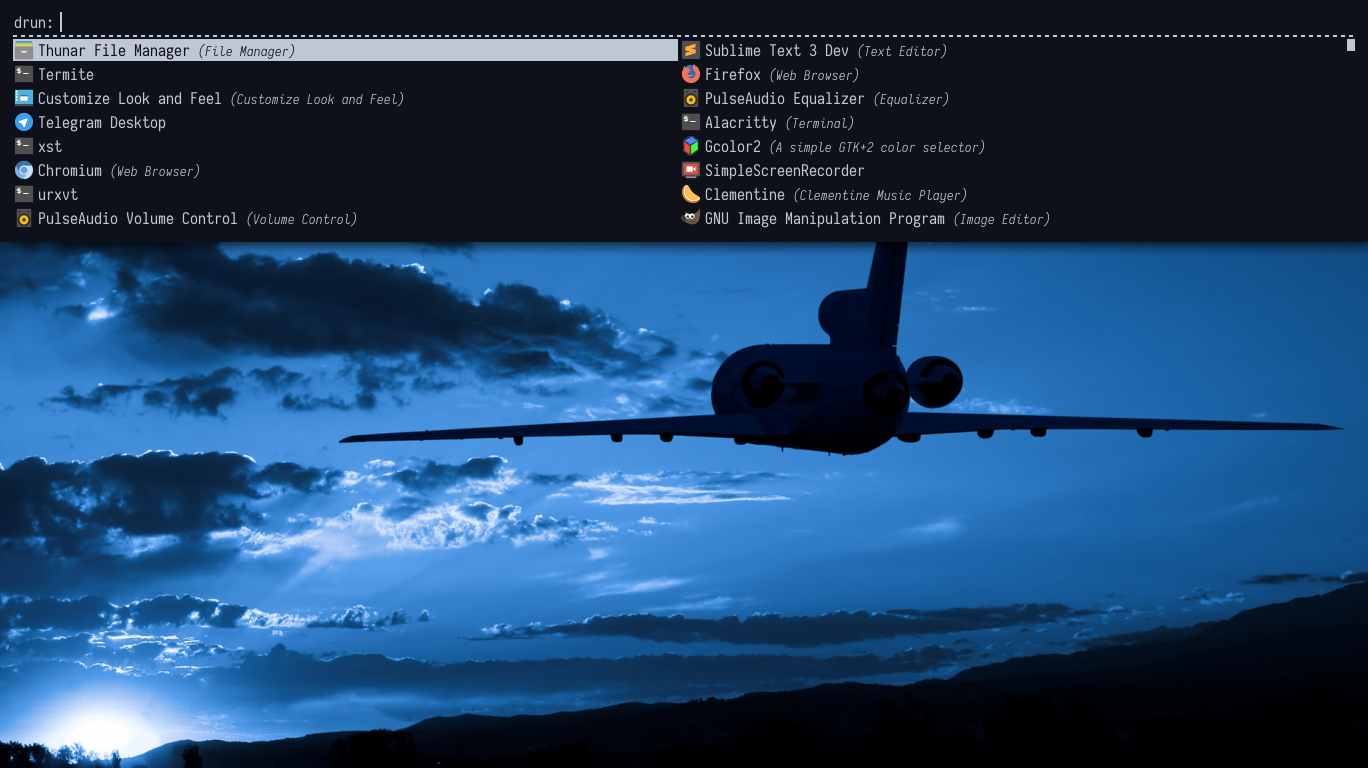 drun:
Thunar File Manager (File Manager)
Termite
Customize Look and Feel (Customize Look and Feel)
Telegram Desktop
xst
Chromium (Web Browser)
urxvt
PulseAudio Volume Control (Volume Control)
Sublime Text 3 Dev (Text Editor)
Firefox (Web Browser)
PulseAudio Equalizer (Equalizer)
Alacritty (Terminal)
Gcolor2 (A simple GTK+2 color selector)
SimpleScreenRecorder
Clementine (Clementine Music Player)
GNU Image Manipulation Program (Image Editor)